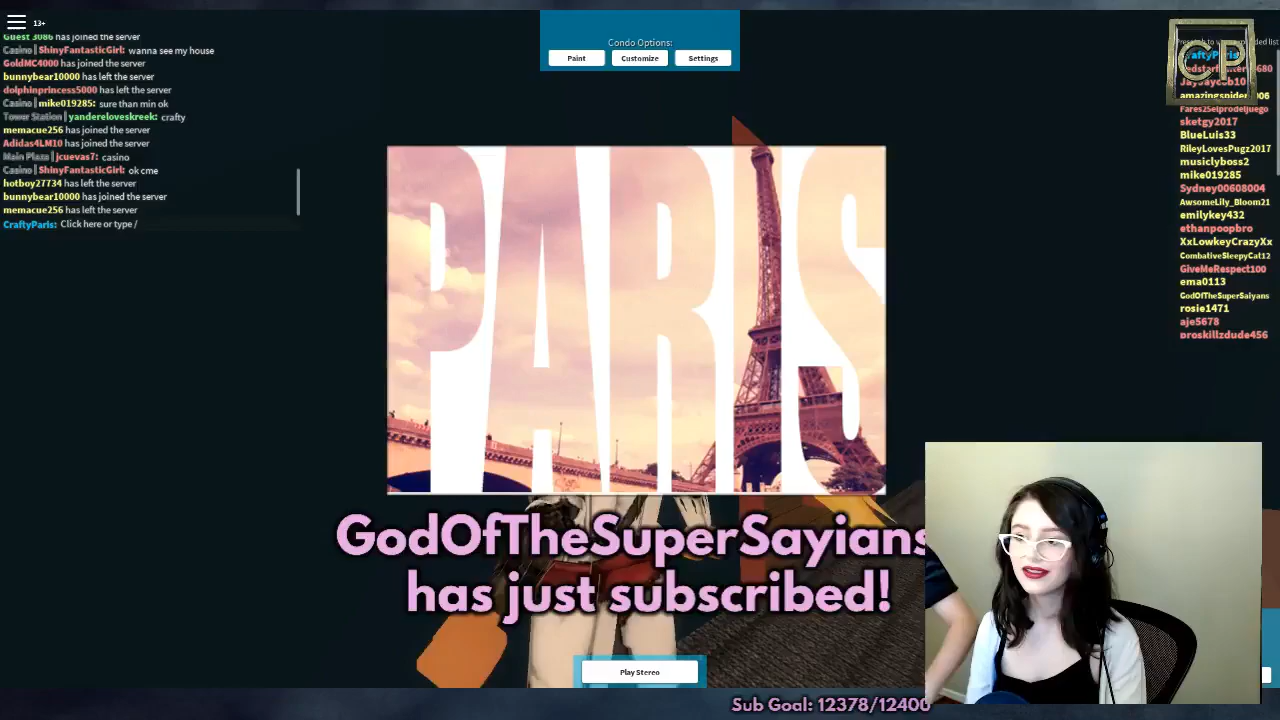 13+
Guest 3086 has joined the server
Casino | ShinyFantasticGirl: wanna see my house
GoldMC4000 has joined the server
bunnybear10000 has left the server
dolphinprincess5000 has left the server
Casino | mike019285: sure than min ok
Tower Station | yandereloveskreek: crafty
memacue256 has joined the server
Adidas4LM10 has joined the server
Main Plaza | jcuevas7: casino
Casino | ShinyFantasticGirl: ok cme
hotboy27734 has left the server
bunnybear10000 has joined the server
memacue256 has left the server
CraftyParis: Click here or type /
Condo Options:
Paint
Customize
Settings
CP
CraftyParis
sketgy2017
BlueLuis33
RileyLovesPugz2017
musiclyboss2
mike019285
Sydney00608004
AwsomeLily_Bloom21
emilykey432
ethanpoopbro
XxLowkeyCrazyXx
CombativeSleepyCat12
GiveMeRespect100
ema0113
GodOfTheSuperSaiyans
rosie1471
aje5678
proskillzdude456
PARIS
GodOfTheSuperSayians
has just subscribed!
Play Stereo
Sub Goal: 12378/12400